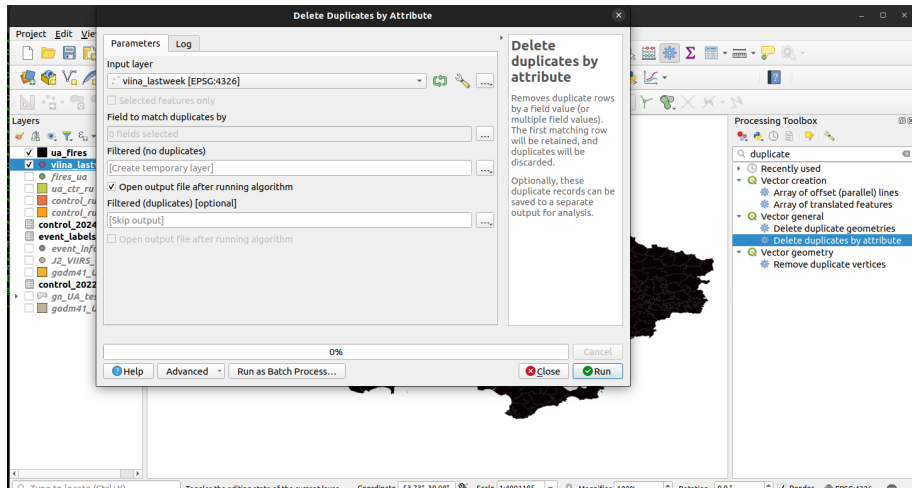 Delete Duplicates by Attribute
Project Edit
Parameters Log
Input layer
viina_lastweek [EPSG:4326]
Selected features only
Field to match duplicates by
0 fields selected
Filtered (no duplicates)
[Create temporary layer]
Open output file after running algorithm
Filtered (duplicates) [optional]
[Skip output]
Open output file after running algorithm
0%
Cancel
Help
Advanced
Run as Batch Process...
Close
Run
Delete
duplicates by
attribute
Removes duplicate rows
by a field value (or
multiple field values).
The first matching row
will be retained, and
duplicates will be
discarded.
Optionally, these
duplicate records can be
saved to a separate
output for analysis.
Layers
ua_fires
fires_ua
ua_ctr_ru
control_2024
event_labels
J2_VIIRS_
control_2022
Processing Toolbox
duplicate
Recently used
Vector creation
Array of offset (parallel) lines
Array of translated features
Vector general
Delete duplicate geometries
Delete duplicates by attribute
Vector geometry
Remove duplicate vertices